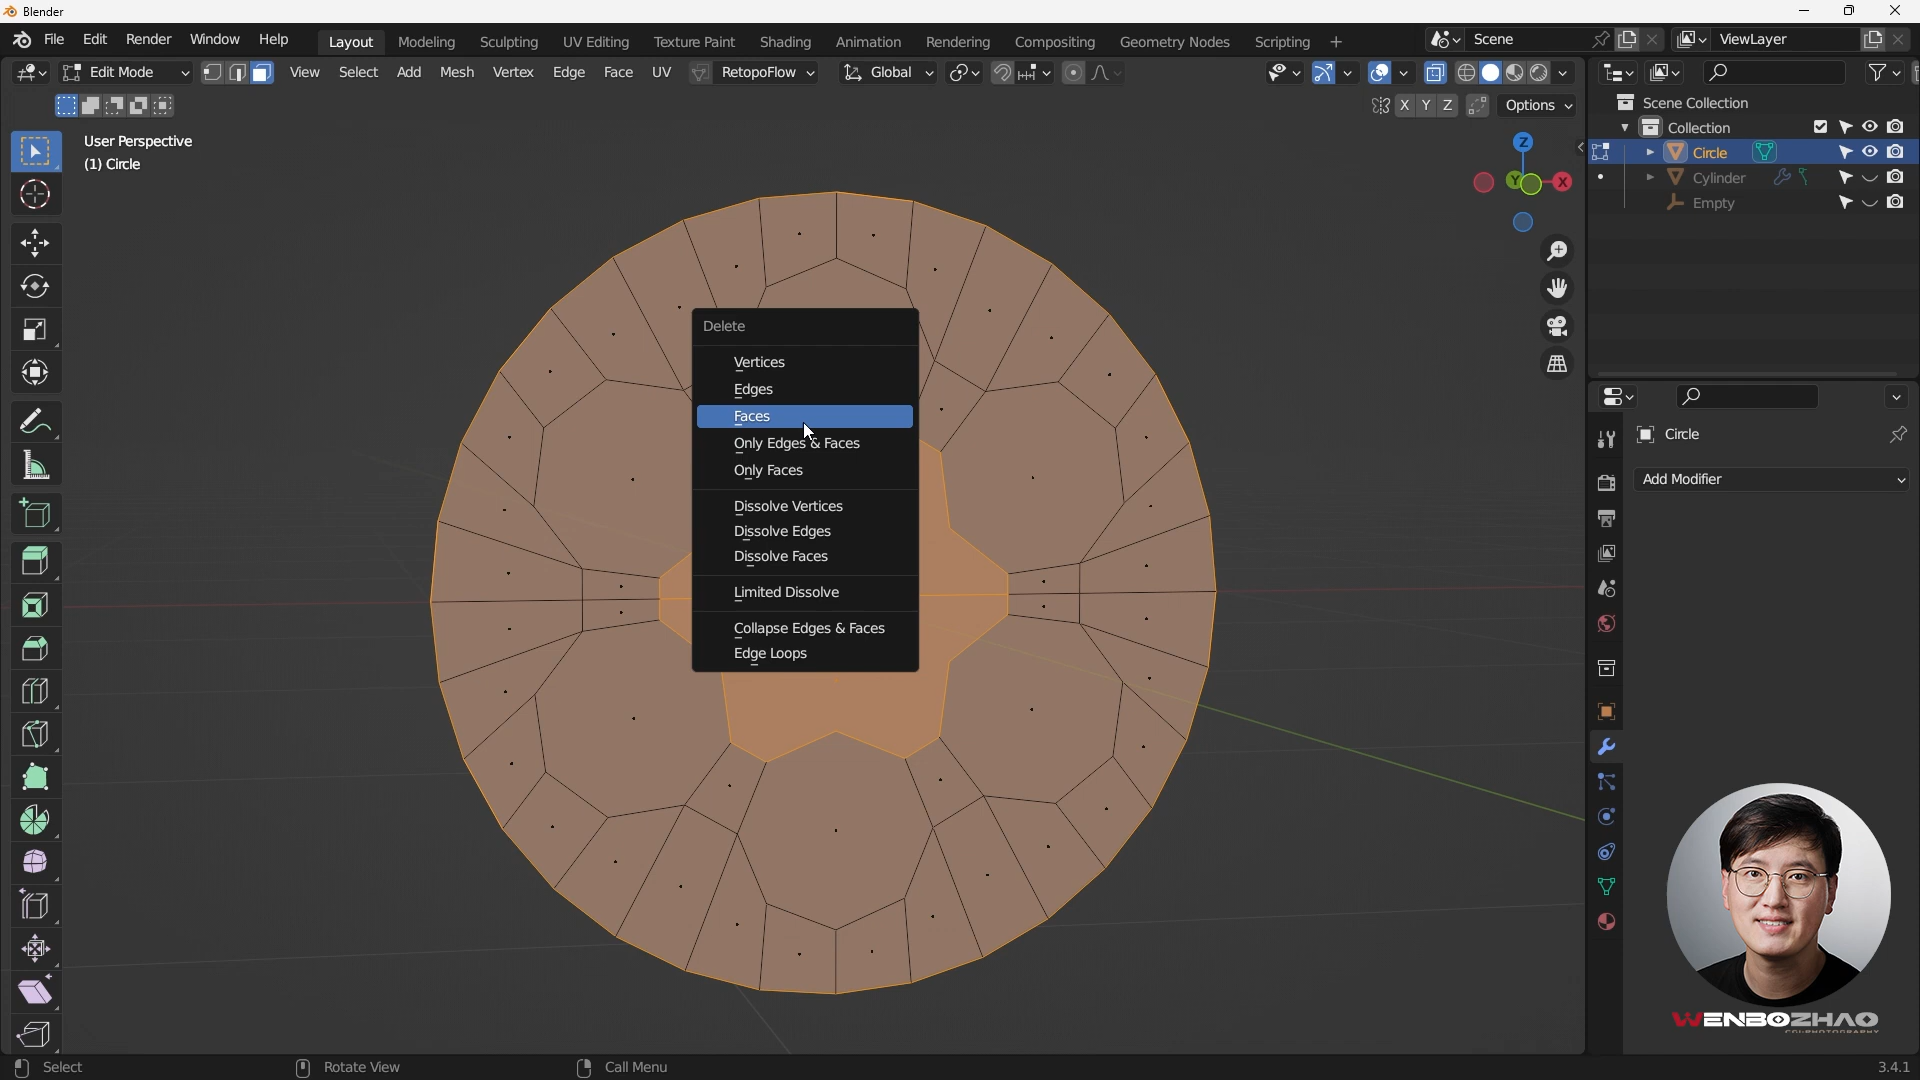 Blender
File Edit Render Window Help
Layout Modeling Sculpting UV Editing Texture Paint Shading Animation Rendering Compositing Geometry Nodes Scripting +
Scene
ViewLayer
Edit Mode
View Select Add Mesh Vertex Edge Face UV
RetopoFlow
Global
X Y Z
Options
User Perspective
(1) Circle
Z
Y
X
Scene Collection
Collection
Circle
Cylinder
Empty
Circle
Add Modifier
Delete
Vertices
Edges
Faces
Only Edges & Faces
Only Faces
Dissolve Vertices
Dissolve Edges
Dissolve Faces
Limited Dissolve
Collapse Edges & Faces
Edge Loops
WENBOZHAO
Select
Rotate View
Call Menu
3.4.1